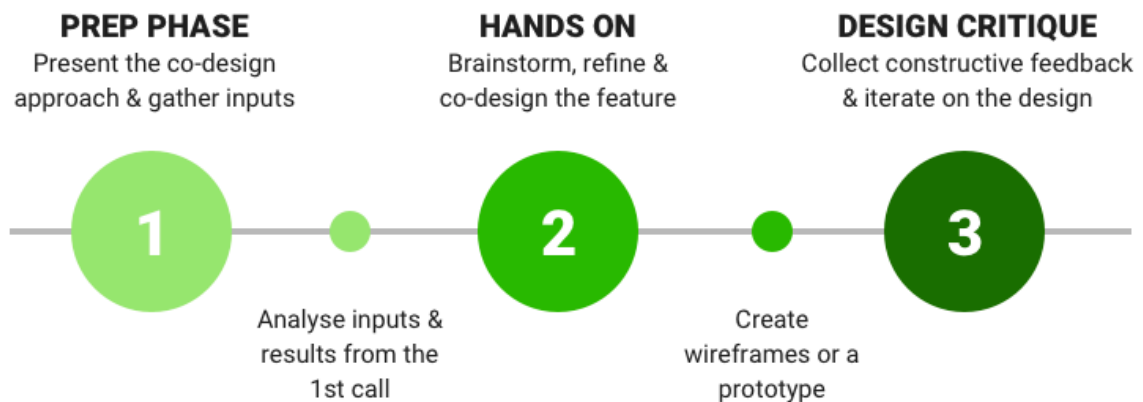 PREP PHASE
Present the co-design
approach & gather inputs
HANDS ON
Brainstorm, refine &
co-design the feature
DESIGN CRITIQUE
Collect constructive feedback
& iterate on the design
1
2
3
Analyse inputs &
results from the
1st call
Create
wireframes or a
prototype